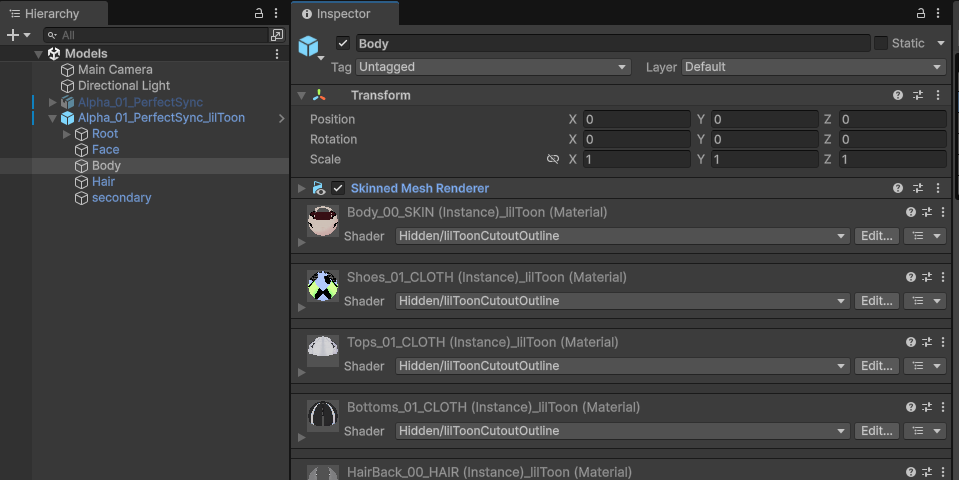 Hierarchy
All
Models
Main Camera
Directional Light
Alpha_01_PerfectSync
Alpha_01_PerfectSync_lilToon
Root
Face
Body
Hair
secondary
Inspector
Body
Static
Tag Untagged Layer Default
Transform
Position X 0 Y 0 Z 0
Rotation X 0 Y 0 Z 0
Scale X 1 Y 1 Z 1
Skinned Mesh Renderer
Body_00_SKIN (Instance)_lilToon (Material)
Shader Hidden/lilToonCutoutOutline Edit...
Shoes_01_CLOTH (Instance)_lilToon (Material)
Shader Hidden/lilToonCutoutOutline Edit...
Tops_01_CLOTH (Instance)_lilToon (Material)
Shader Hidden/lilToonCutoutOutline Edit...
Bottoms_01_CLOTH (Instance)_lilToon (Material)
Shader Hidden/lilToonCutoutOutline Edit...
HairBack_00_HAIR (Instance)_lilToon (Material)